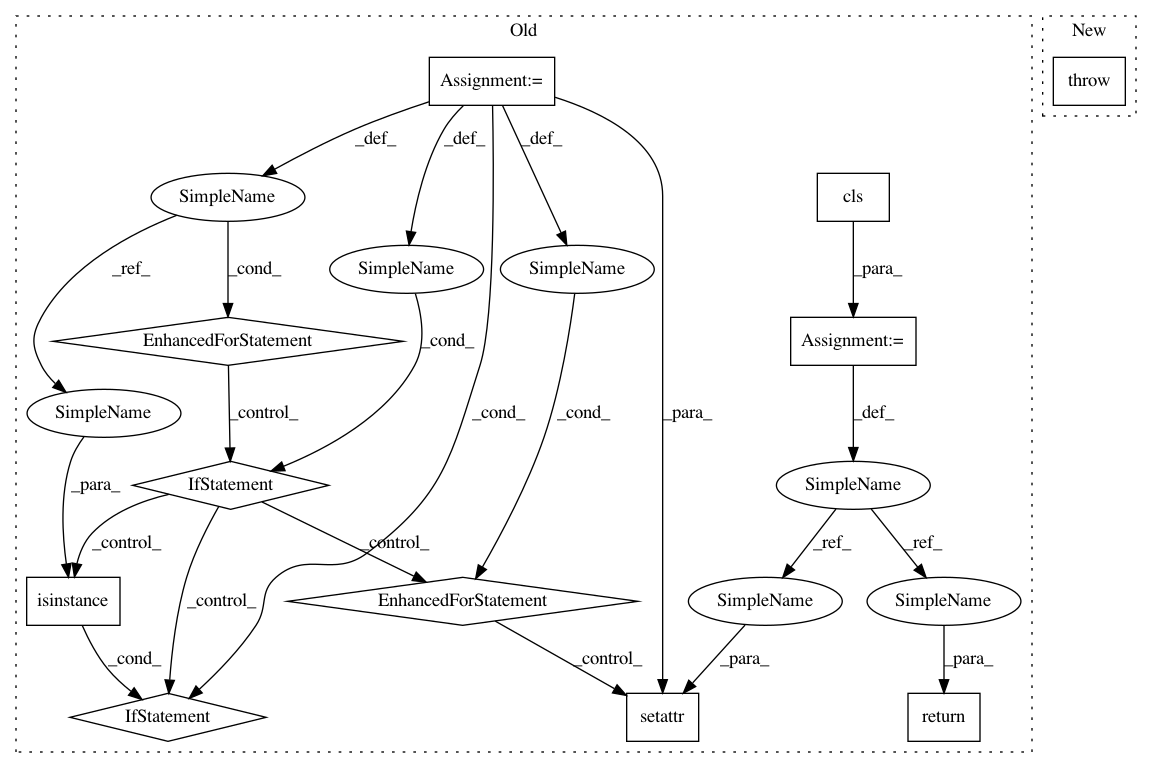 Old
New
Assignment:=
throw
_def_
_def_
_def_
SimpleName
cls
SimpleName
SimpleName
_ref_
_cond_
_para_
EnhancedForStatement
_cond_
Assignment:=
SimpleName
_control_
_cond_
_cond_
_para_
_def_
_para_
IfStatement
SimpleName
_control_
_control_
_ref_
_ref_
isinstance
_control_
EnhancedForStatement
SimpleName
SimpleName
_cond_
_control_
_para_
_para_
IfStatement
setattr
return